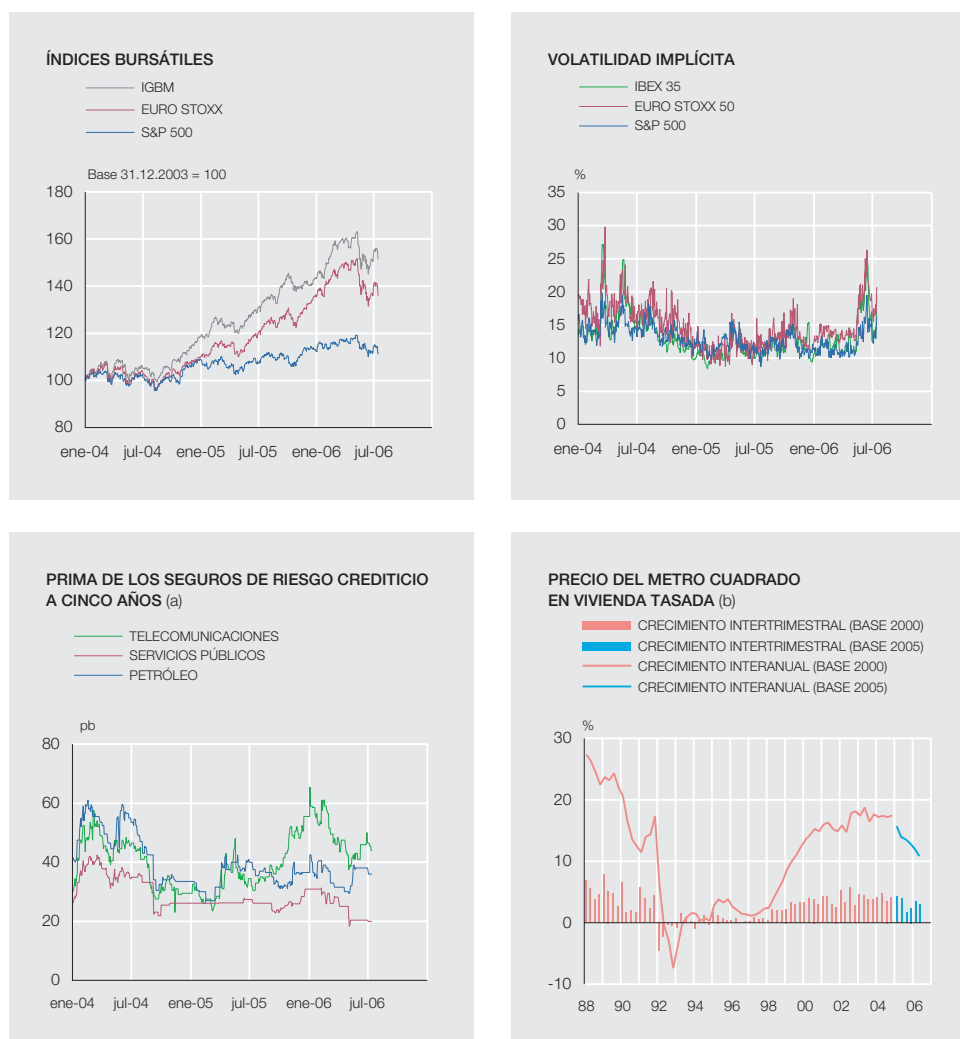 ÍNDICES BURSÁTILES
IGBM
EURO STOXX
S&P 500
Base 31.12.2003 = 100
180
160
140
120
100
80
ene-04 jul-04 ene-05 jul-05 ene-06 jul-06
VOLATILIDAD IMPLÍCITA
IBEX 35
EURO STOXX 50
S&P 500
%
35
30
25
20
15
10
5
0
ene-04 jul-04 ene-05 jul-05 ene-06 jul-06
PRIMA DE LOS SEGUROS DE RIESGO CREDITICIO
A CINCO AÑOS (a)
TELECOMUNICACIONES
SERVICIOS PÚBLICOS
PETRÓLEO
pb
80
60
40
20
0
ene-04 jul-04 ene-05 jul-05 ene-06 jul-06
PRECIO DEL METRO CUADRADO
EN VIVIENDA TASADA (b)
CRECIMIENTO INTERTRIMESTRAL (BASE 2000)
CRECIMIENTO INTERTRIMESTRAL (BASE 2005)
CRECIMIENTO INTERANUAL (BASE 2000)
CRECIMIENTO INTERANUAL (BASE 2005)
%
30
20
10
0
-10
88 90 92 94 96 98 00 02 04 06